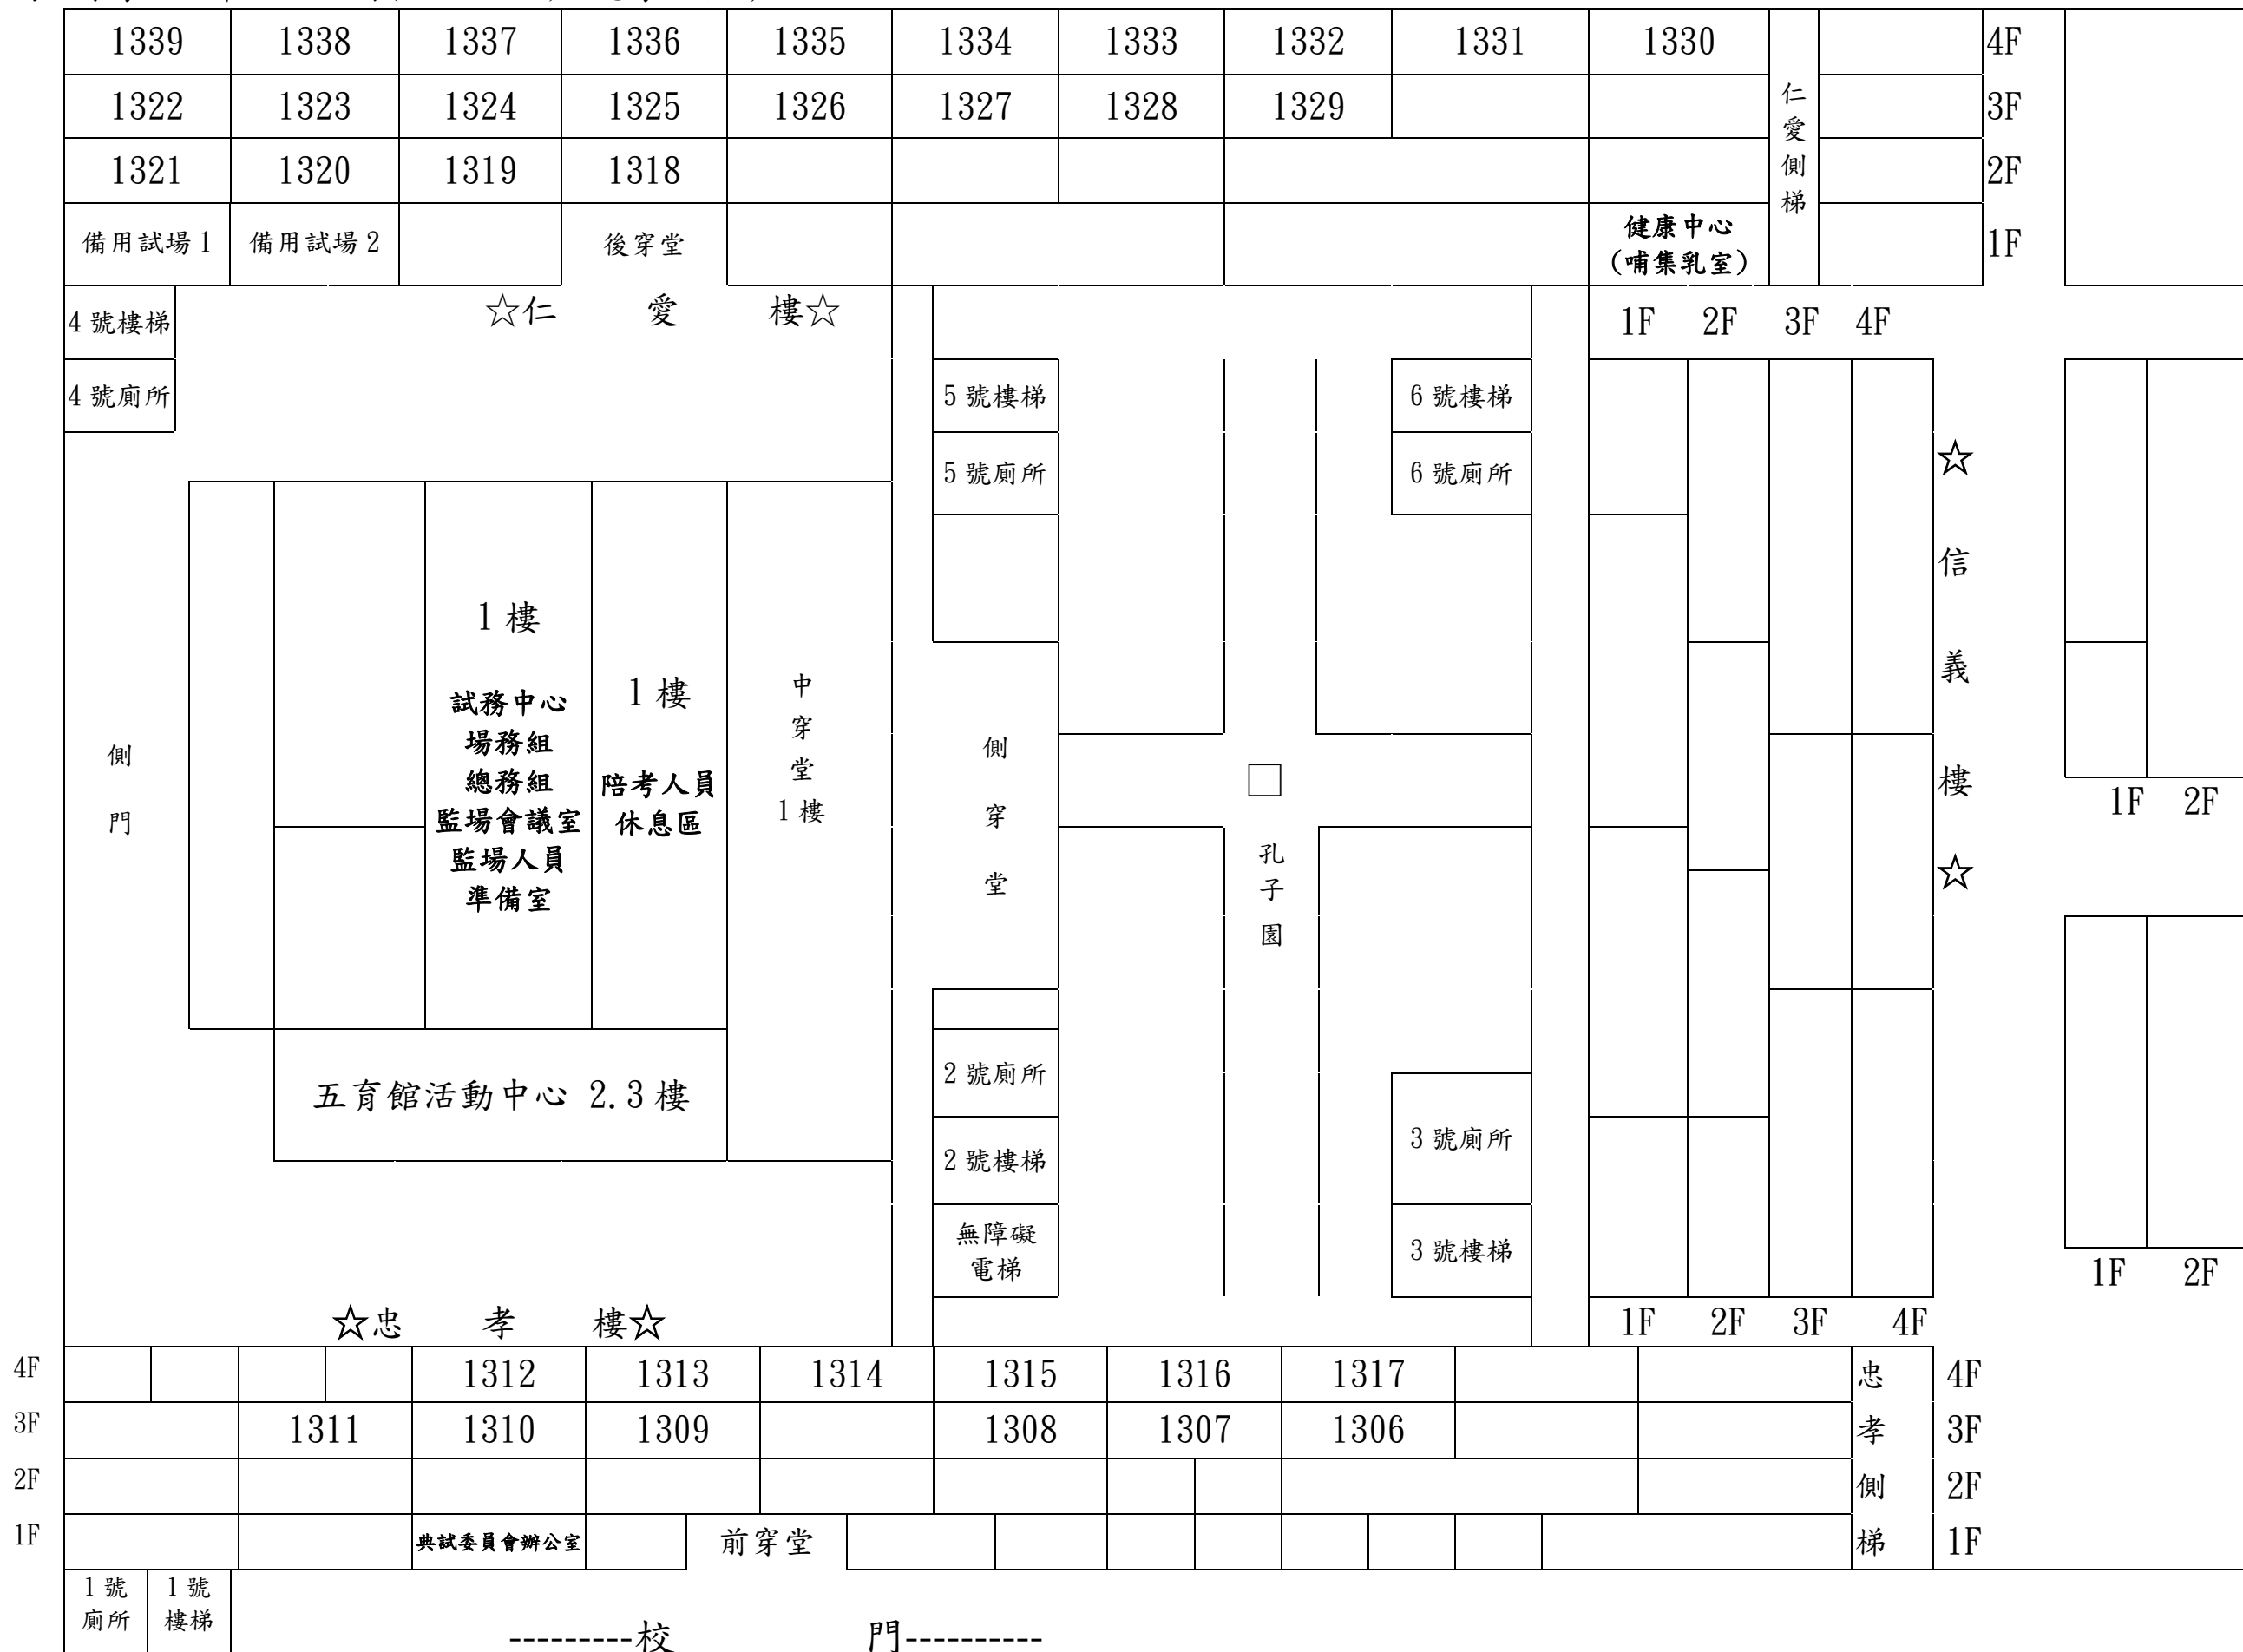 1339 1338 1337 1336 1335 1334 1333 1332 1331 1330 4F
1322 1323 1324 1325 1326 1327 1328 1329 3F
1321 1320 1319 1318 2F
仁愛側梯
備用試場1 備用試場2 後穿堂 健康中心 1F
(哺集乳室)
☆仁 愛 樓☆
4號樓梯 1F 2F 3F 4F
4號廁所 5號樓梯 6號樓梯
5號廁所 6號廁所
☆信義樓☆
側門
1樓
試務中心
場務組
總務組
監場會議室
監場人員
準備室
1樓
陪考人員
休息區
中穿堂1樓
側穿堂
孔子園
1F 2F
五育館活動中心 2.3樓
2號廁所
2號樓梯
無障礙
電梯
3號廁所
3號樓梯
1F 2F
☆忠 孝 樓☆ 1F 2F 3F 4F
4F 1312 1313 1314 1315 1316 1317 4F
3F 1311 1310 1309 1308 1307 1306 3F
2F 2F
1F 典試委員會辦公室 前穿堂 1F
忠孝側梯
1號
廁所
1號
樓梯
---------校 門----------